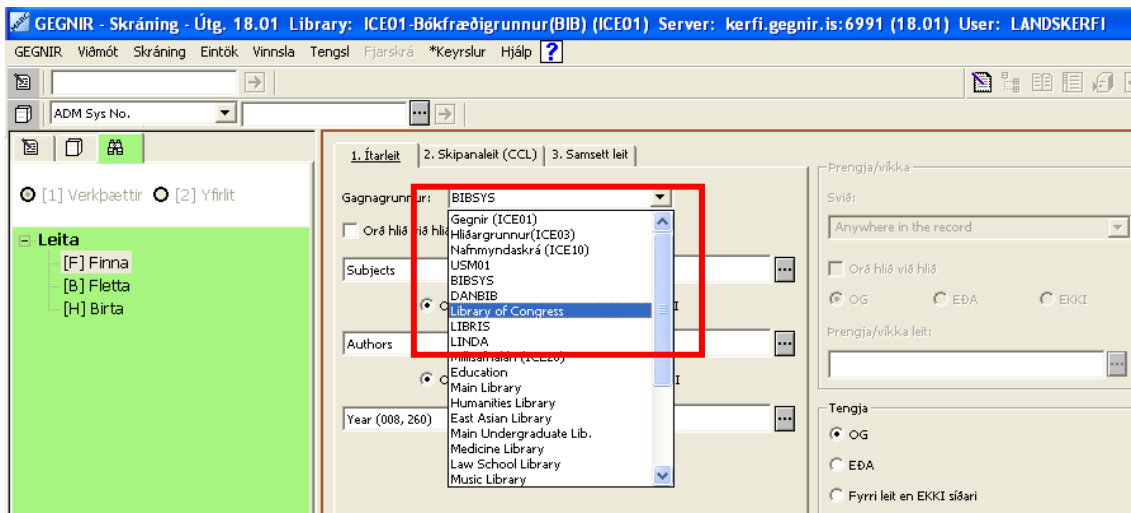 GEGNIR - Skráning - Útg. 18.01 Library: ICE01-Bókfræðigrunnur(BIB) (ICE01) Server: kerfi.gegnir.is:6991 (18.01) User: LANDSKERFI
GEGNIR Viðmót Skráning Eintök Vinnsla Tengsl Fjarskrá *Keyrslur Hjálp ?
ADM Sys No.
[1] Verkþættir [2] Yfirlit
Leita
[F] Finna
[B] Fletta
[H] Birta
1. Ítarleit 2. Skipanaleit (CCL) 3. Samsett leit
Gagnagrunnur: BIBSYS
Orð hlið við hlið
Subjects
Authors
Year (008, 260)
Gegnir (ICE01)
Hliðargrunnur(ICE03)
Nafnmyndaskrá (ICE10)
USM01
BIBSYS
DANBIB
Library of Congress
LIBRIS
LINDA
Millisafnalán (ICE20)
Education
Main Library
Humanities Library
East Asian Library
Main Undergraduate Lib.
Medicine Library
Law School Library
Music Library
Þrengja/víkka
Svið:
Anywhere in the record
Orð hlið við hlið
OG EÐA EKKI
Þrengja/víkka leit:
Tengja
OG
EÐA
Fyrri leit en EKKI síðari